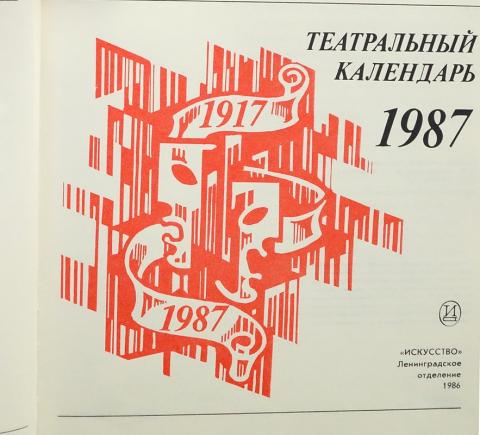 ТЕАТРАЛЬНЫЙ
КАЛЕНДАРЬ
1987
1917
1987
И
«ИСКУССТВО»
Ленинградское
отделение
1986